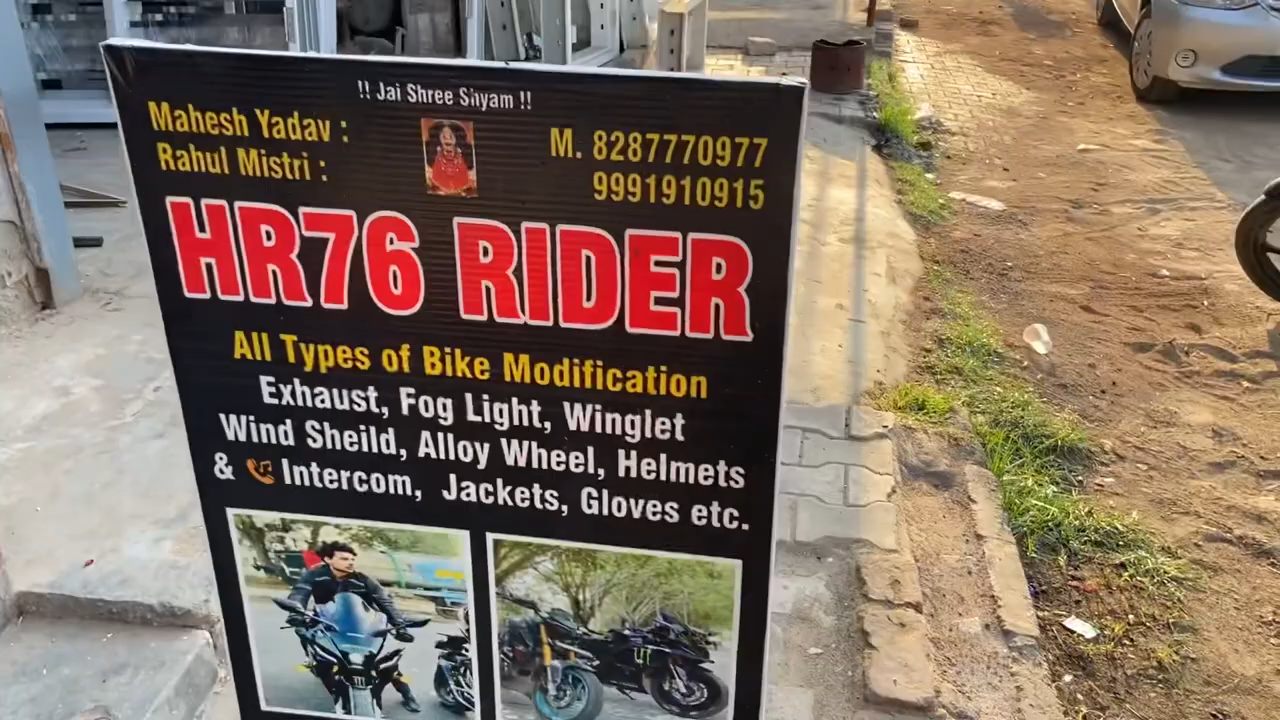 !! Jai Shree Shyam !!
Mahesh Yadav :
Rahul Mistri :
M. 8287770977
9991910915
HR76 RIDER
All Types of Bike Modification
Exhaust, Fog Light, Winglet
Wind Sheild, Alloy Wheel, Helmets
& Intercom, Jackets, Gloves etc.